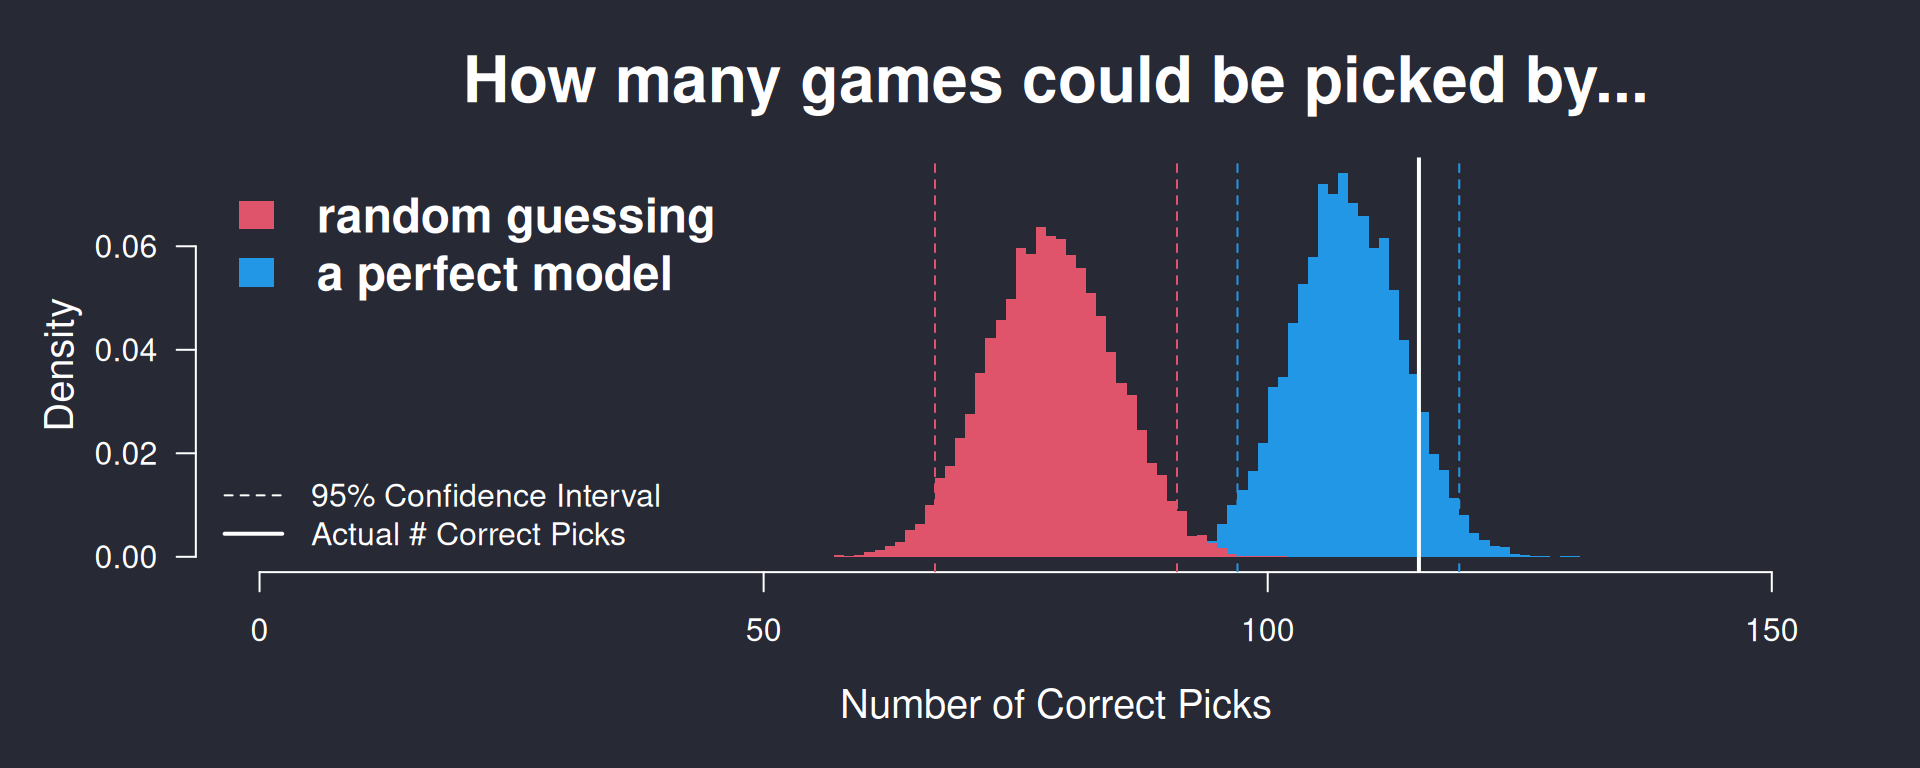 How many games could be picked by...
random guessing
a perfect model
0.06
0.04
0.02
0.00
Density
95% Confidence Interval
Actual # Correct Picks
0
50
100
150
Number of Correct Picks